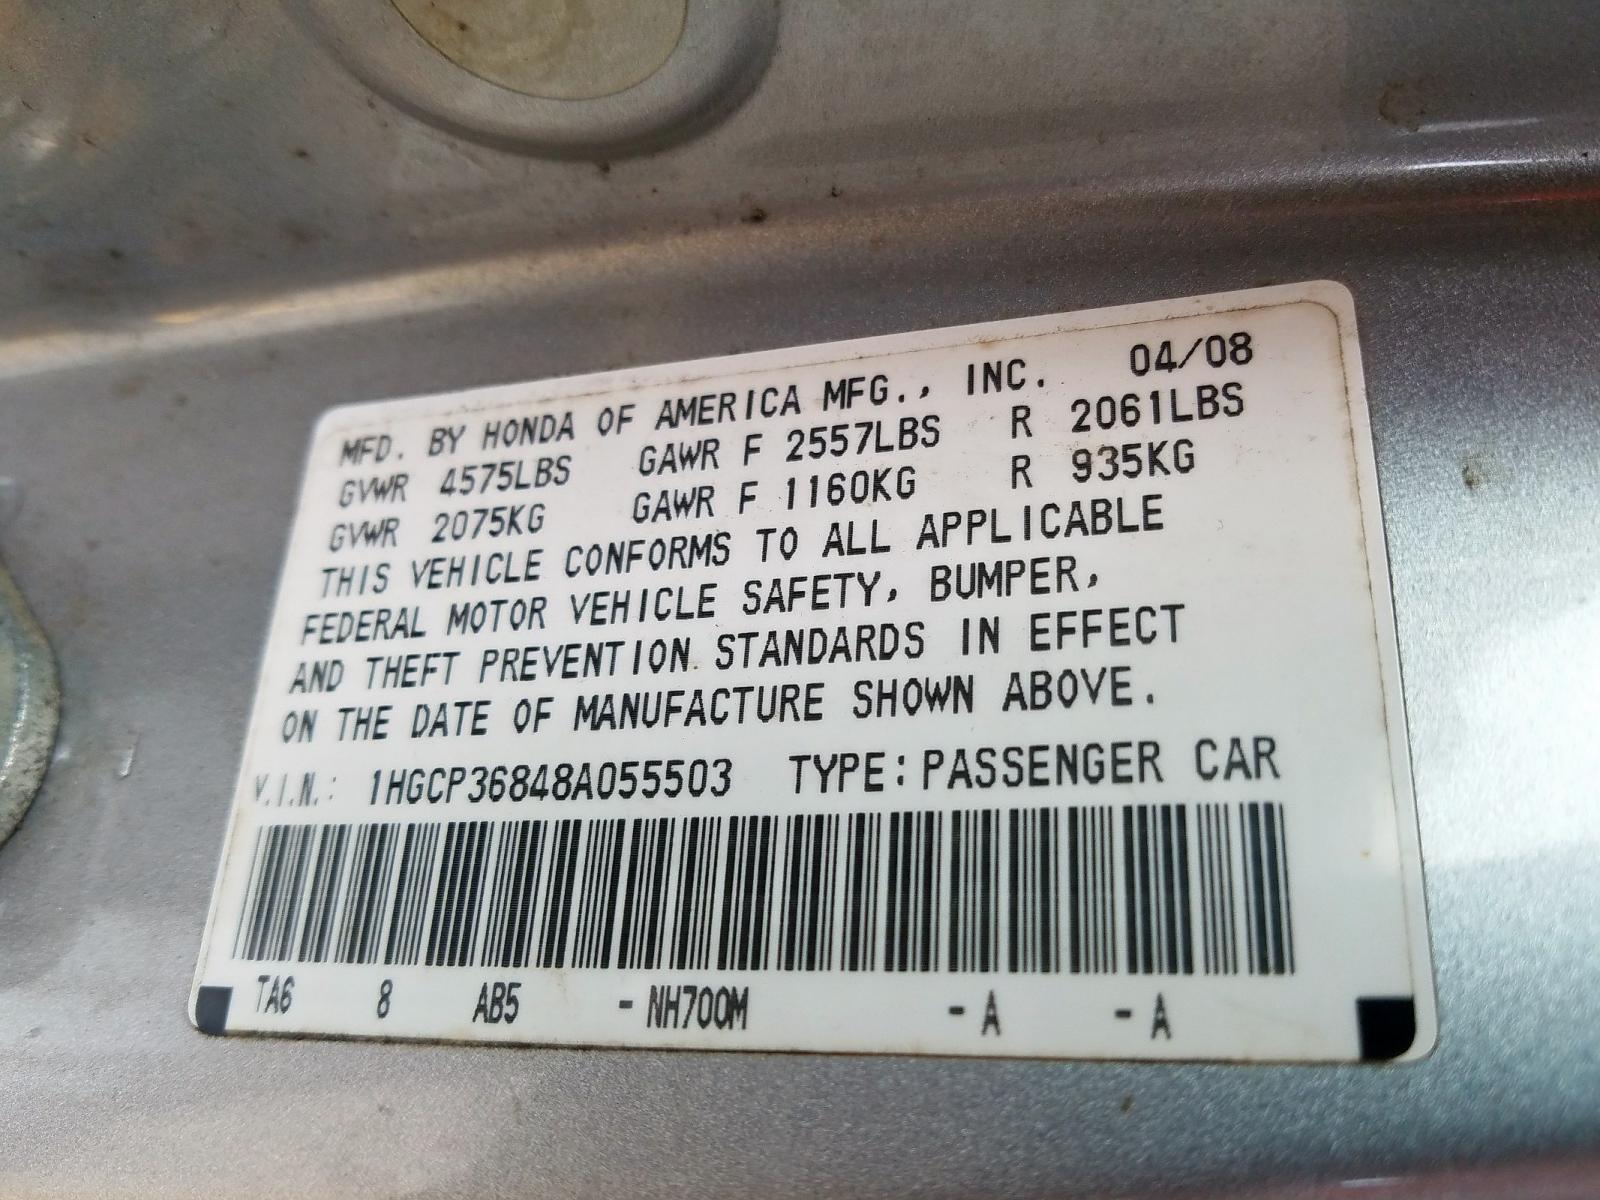 MFD. BY HONDA OF AMERICA MFG., INC. 04/08
GVWR 4575LBS GAWR F 2557LBS R 2061LBS
GVWR 2075KG GAWR F 1160KG R 935KG
THIS VEHICLE CONFORMS TO ALL APPLICABLE
FEDERAL MOTOR VEHICLE SAFETY, BUMPER,
AND THEFT PREVENTION STANDARDS IN EFFECT
ON THE DATE OF MANUFACTURE SHOWN ABOVE.
V.I.N.: 1HGCP36848A055503 TYPE: PASSENGER CAR
TA6 8 AB5 - NH700M - A - A